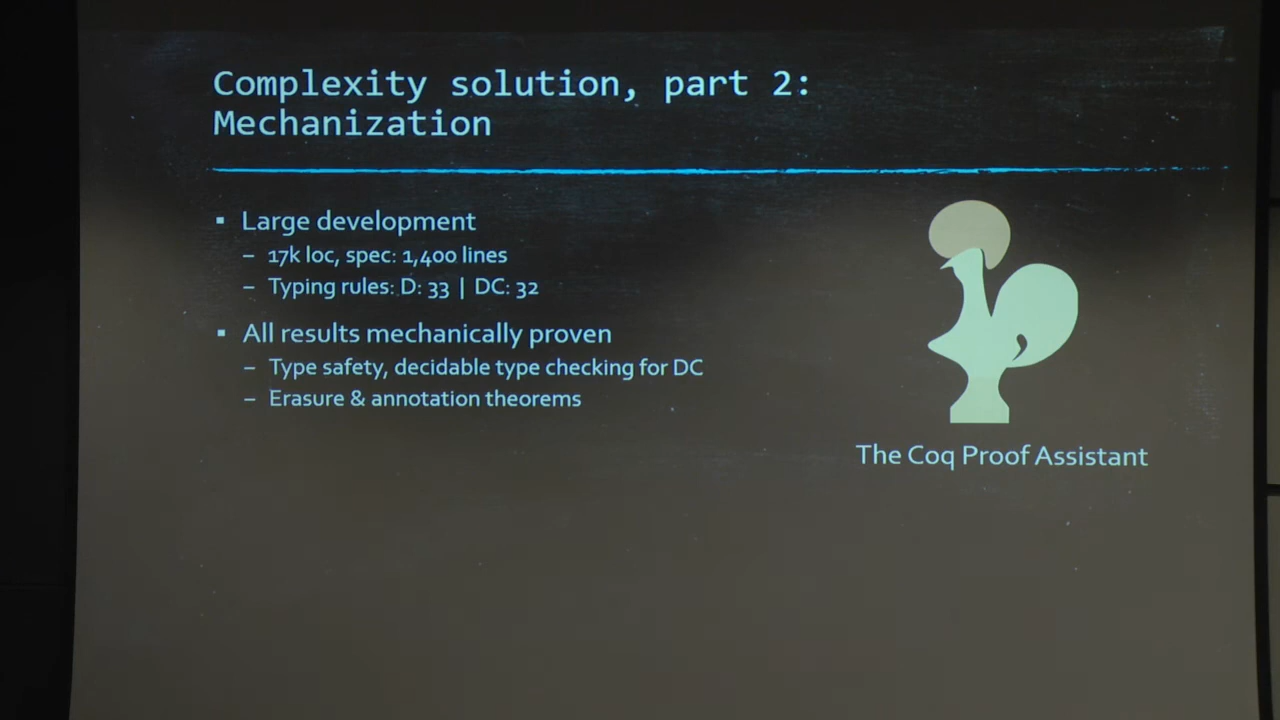 Complexity solution, part 2:
Mechanization
▪ Large development
– 17k loc, spec: 1,400 lines
– Typing rules: D: 33 | DC: 32
▪ All results mechanically proven
– Type safety, decidable type checking for DC
– Erasure & annotation theorems
The Coq Proof Assistant